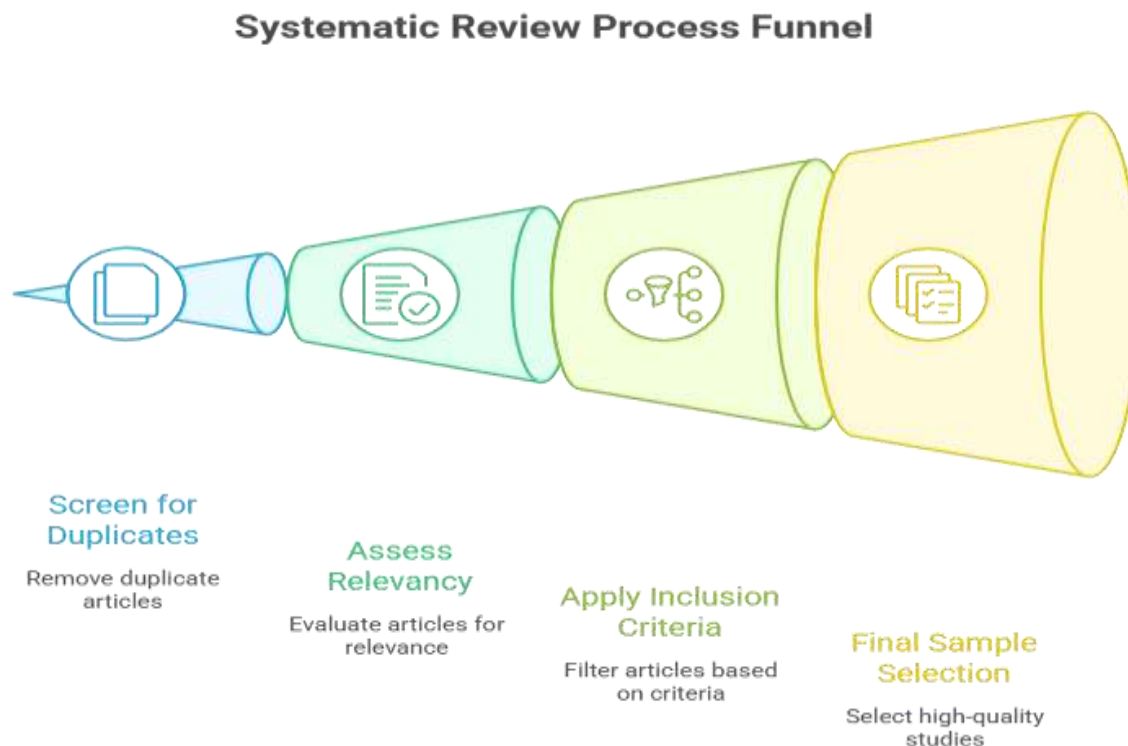 Systematic Review Process Funnel
Screen for
Duplicates
Remove duplicate
articles
Assess
Relevancy
Evaluate articles for
relevance
Apply Inclusion
Criteria
Filter articles based
on criteria
Final Sample
Selection
Select high-quality
studies